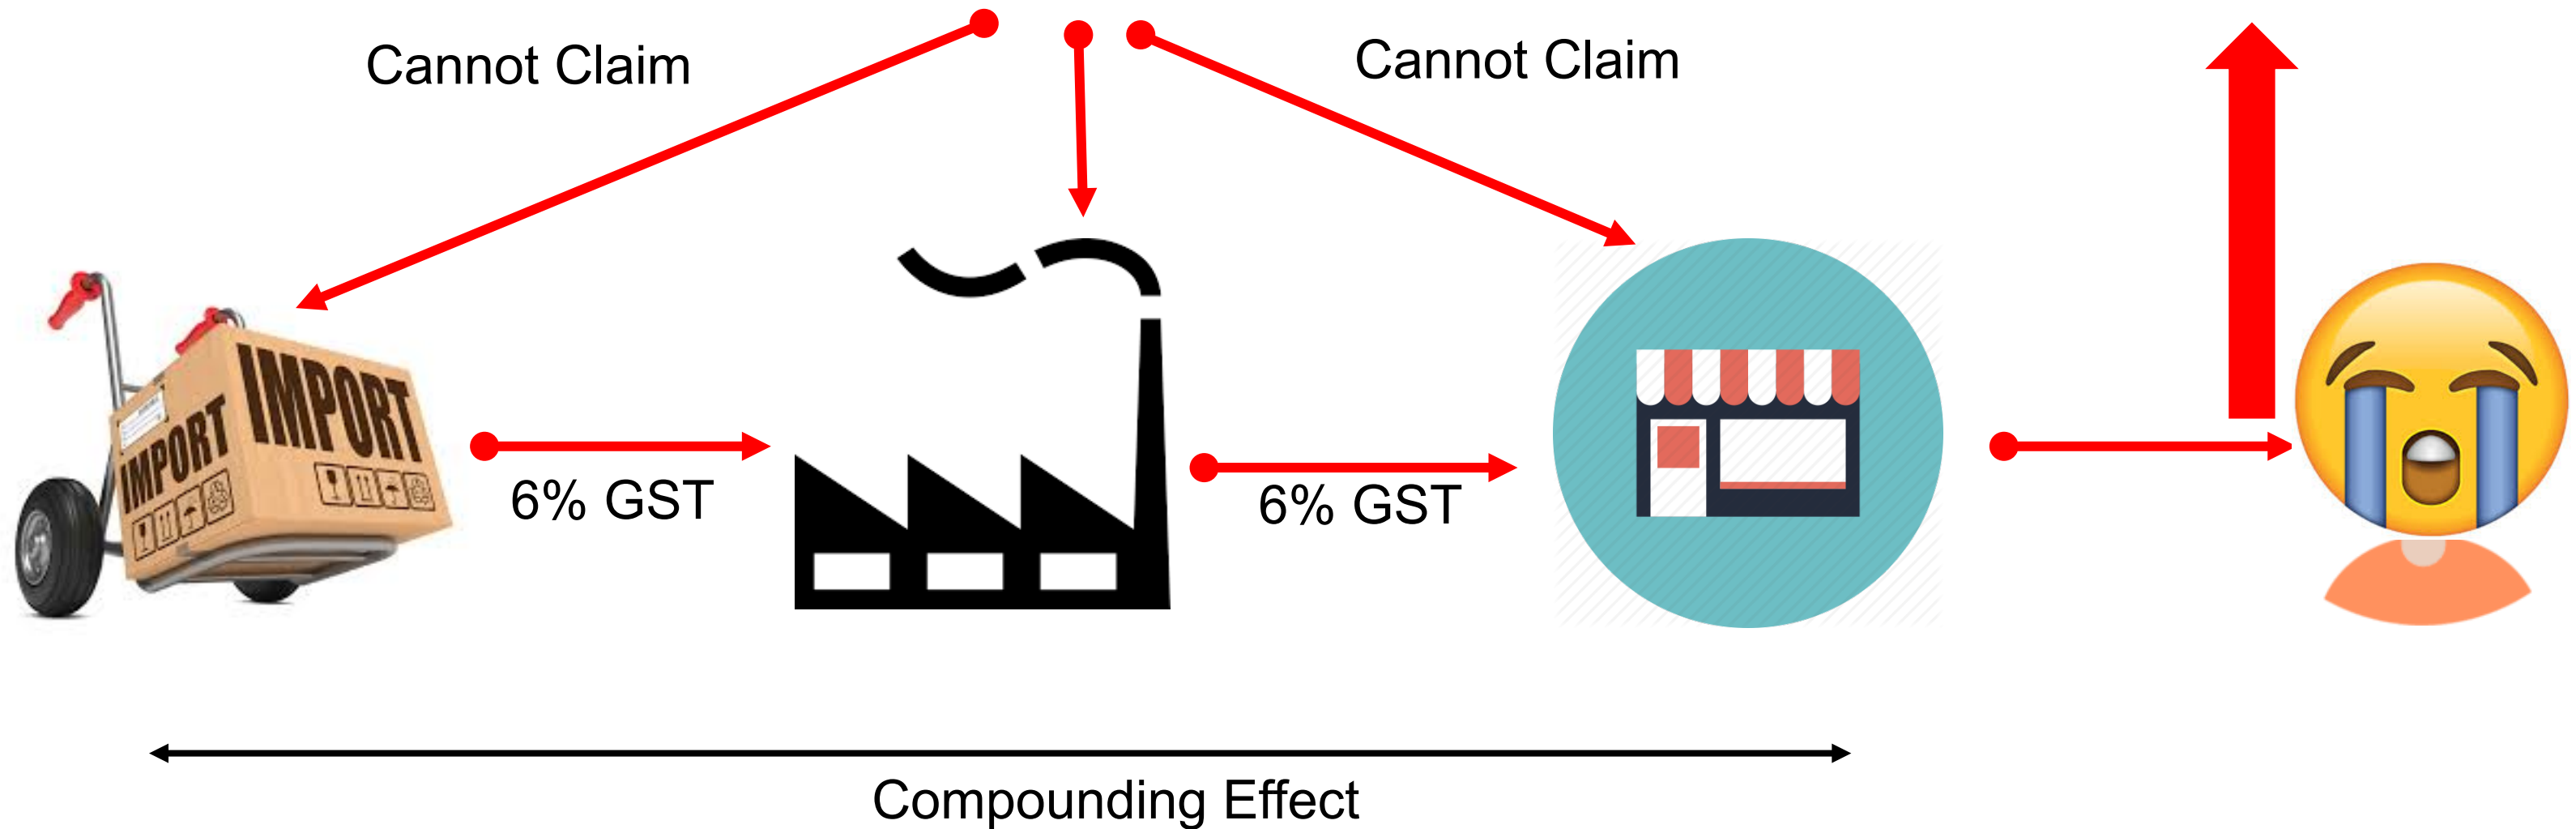 Cannot Claim
Cannot Claim
IMPORT
IMPORT
6% GST
6% GST
Compounding Effect